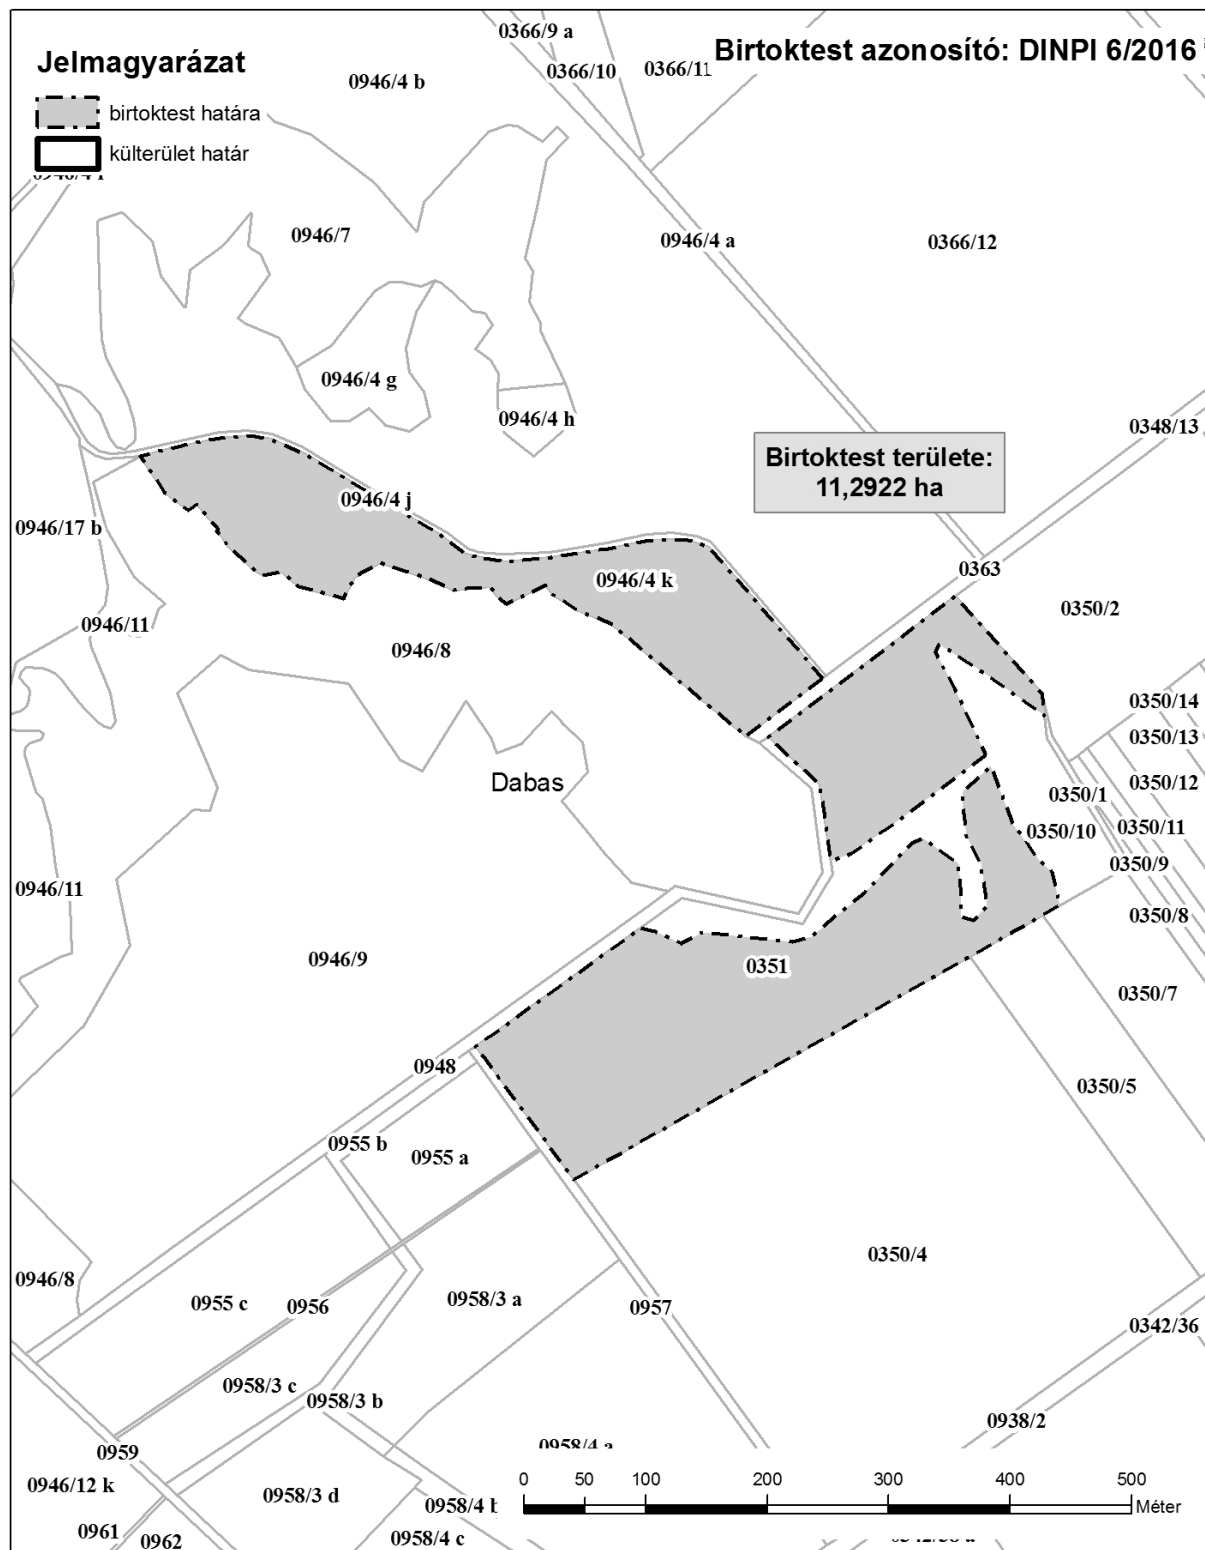 Jelmagyarázat
birtoktest határa
külterület határ
Birtoktest azonosító: DINPI 6/2016
0366/9 a
0366/10
0366/11
0946/4 b
0946/7
0946/4 a
0366/12
0946/4 g
0946/4 h
0348/13
Birtoktest területe:
11,2922 ha
0946/4 j
0946/17 b
0363
0946/4 k
0350/2
0946/11
0946/8
0350/14
0350/13
Dabas
0350/12
0350/1
0350/11
0350/10
0350/9
0946/11
0350/8
0946/9
0351
0350/7
0948
0350/5
0955 b
0955 a
0350/4
0946/8
0955 c
0956
0958/3 a
0957
0342/36
0958/3 c
0958/3 b
0938/2
0959
0958/4 a
0946/12 k
0958/3 d
0958/4 b
0961
0962
0958/4 c
0 50 100 200 300 400 500
Méter